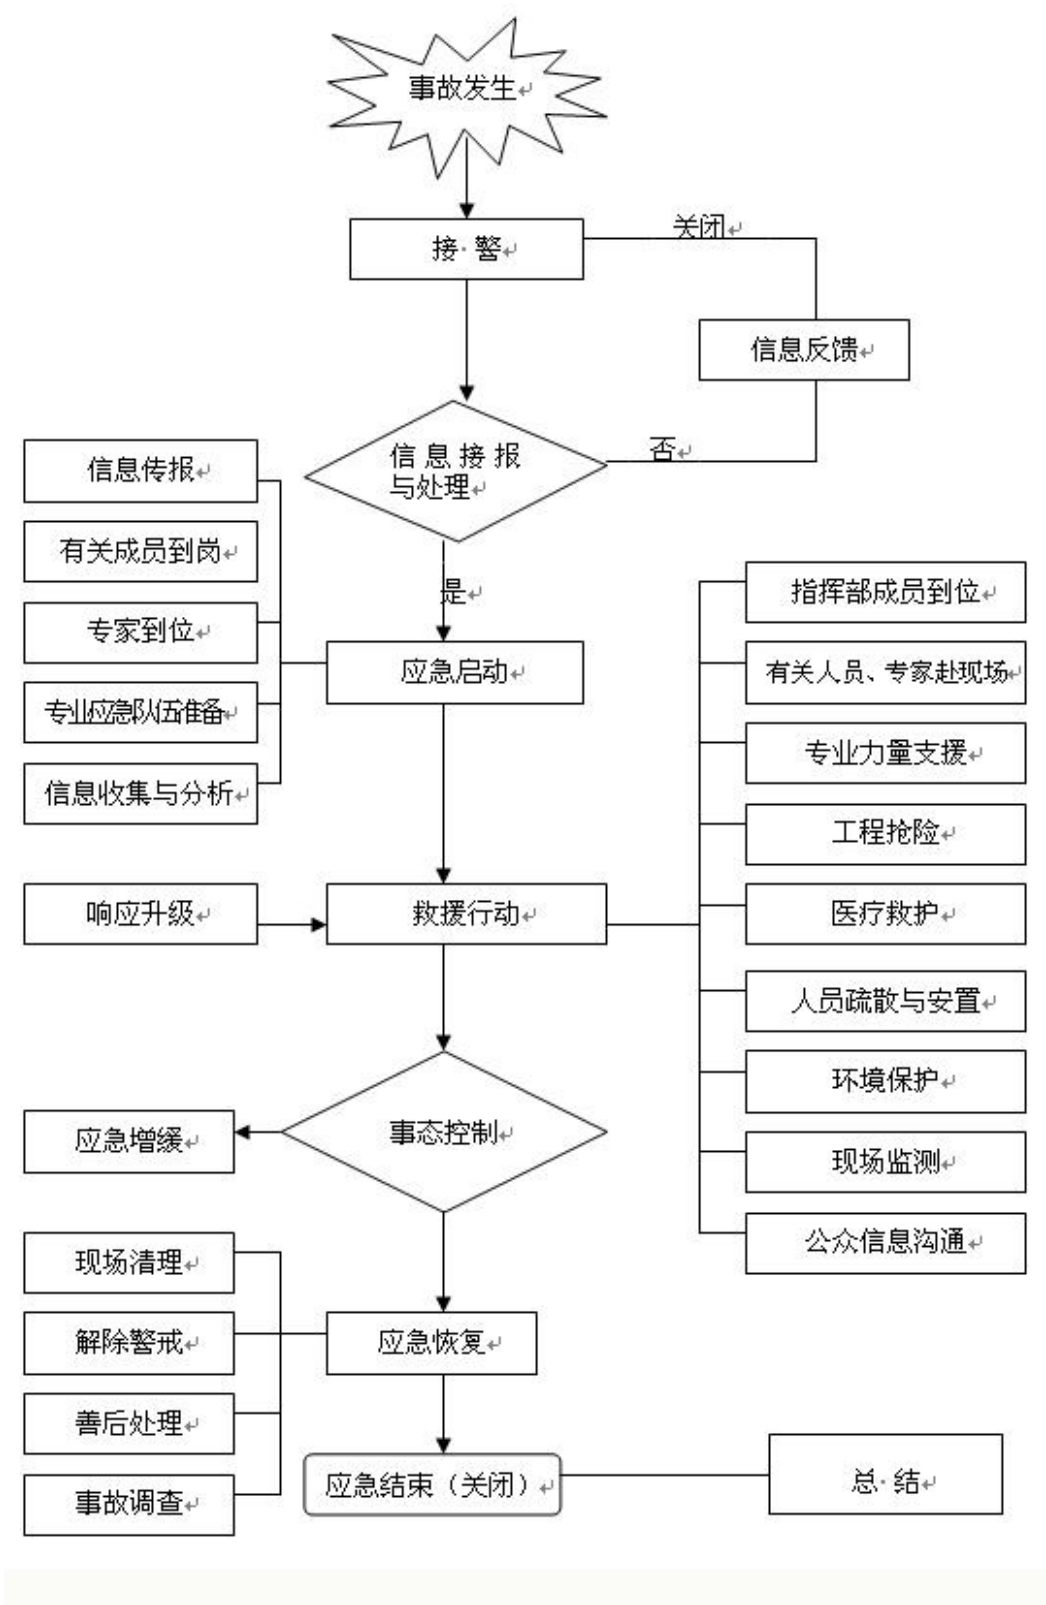 事故发生
接 警
关闭
信息反馈
信息接报
与处理
否
是
信息传报
有关成员到岗
专家到位
专业应急队伍准备
信息收集与分析
应急启动
指挥部成员到位
有关人员、专家赴现场
专业力量支援
工程抢险
医疗救护
人员疏散与安置
环境保护
现场监测
公众信息沟通
响应升级
救援行动
事态控制
应急增缓
现场清理
解除警戒
善后处理
事故调查
应急恢复
应急结束（关闭）
总 结